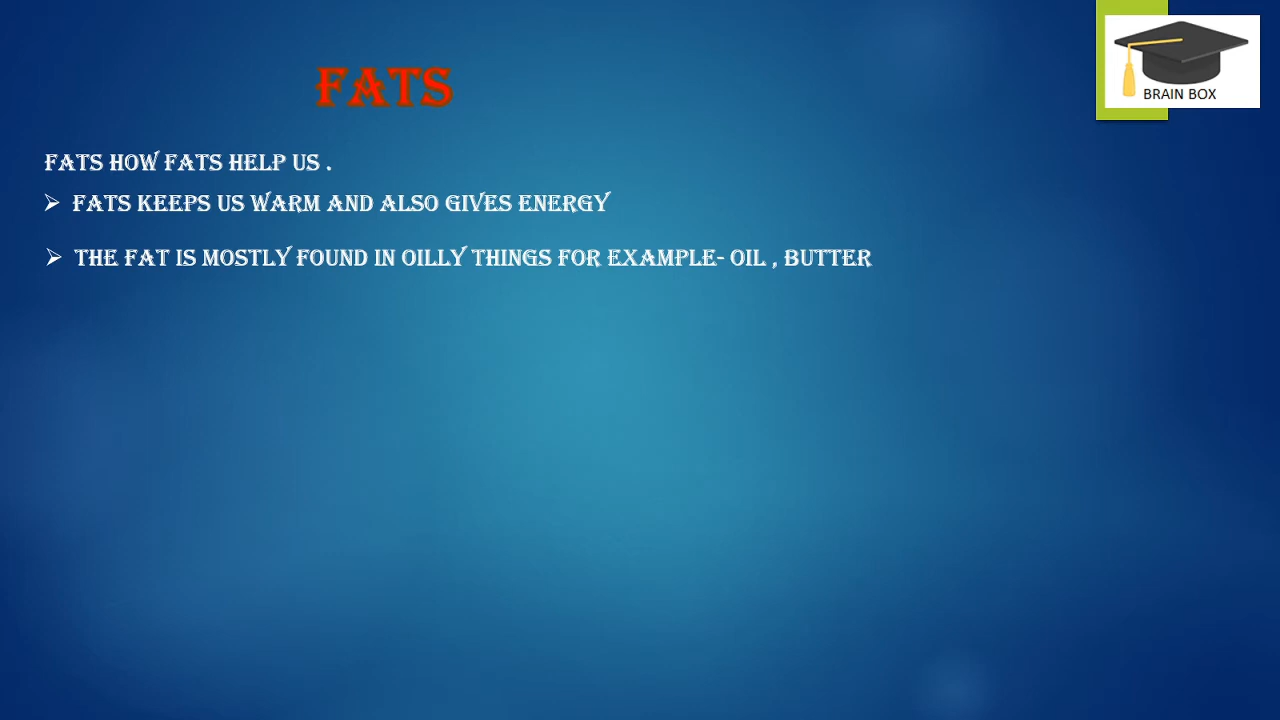 FATS
BRAIN BOX
FATS HOW FATS HELP US .
➢ FATS KEEPS US WARM AND ALSO GIVES ENERGY
➢ THE FAT IS MOSTLY FOUND IN OILLY THINGS FOR EXAMPLE- OIL , BUTTER